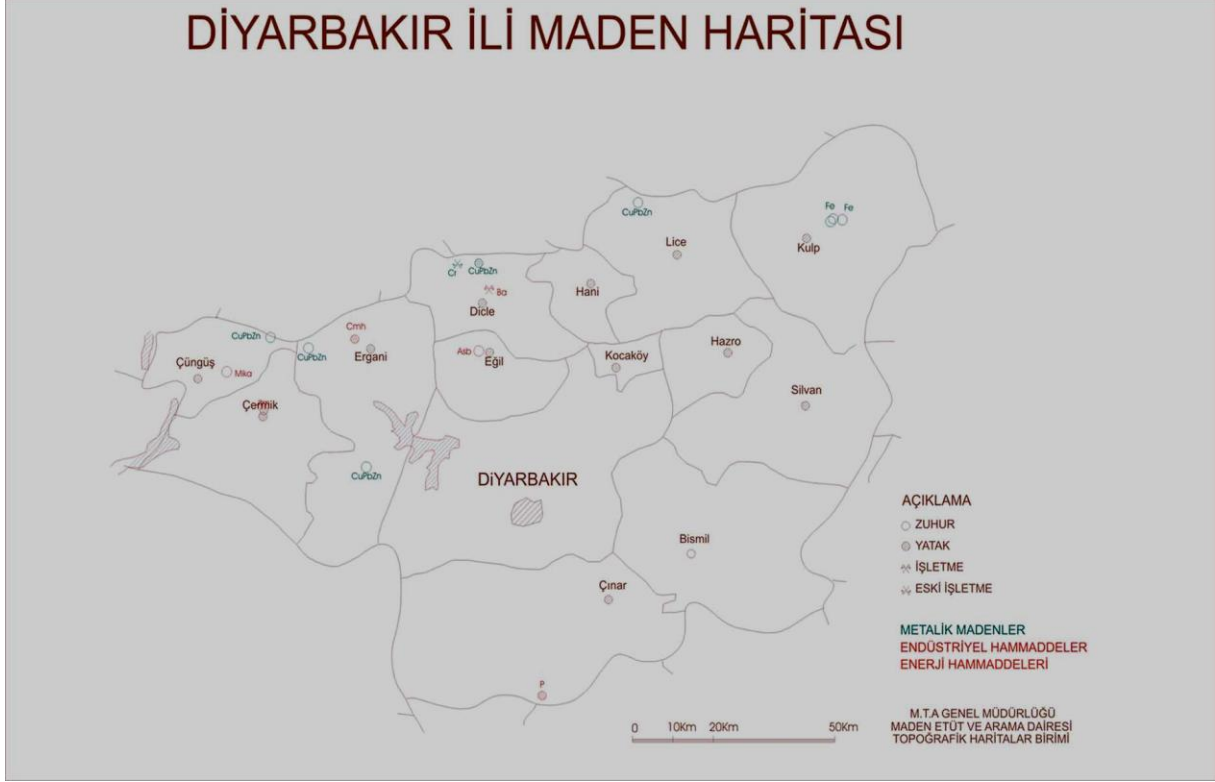 DİYARBAKIR İLİ MADEN HARİTASI
Fe Fe
CuPbZn
Kulp
Lice
Cr CuPbZn
Ba
Hani
Dicle
CuPbZn
Cmh
CuPbZn
Ergani
Asb
Eğil
Kocaköy
Hazro
Çüngüş
Mika
Silvan
Çermik
CuPbZn
DİYARBAKIR
Bismil
Çınar
P
AÇIKLAMA
ZUHUR
YATAK
İŞLETME
ESKİ İŞLETME
METALİK MADENLER
ENDÜSTRİYEL HAMMADDELER
ENERJİ HAMMADDELERİ
0 10Km 20Km 50Km
M.T.A GENEL MÜDÜRLÜĞÜ
MADEN ETÜT VE ARAMA DAİRESİ
TOPOĞRAFİK HARİTALAR BİRİMİ